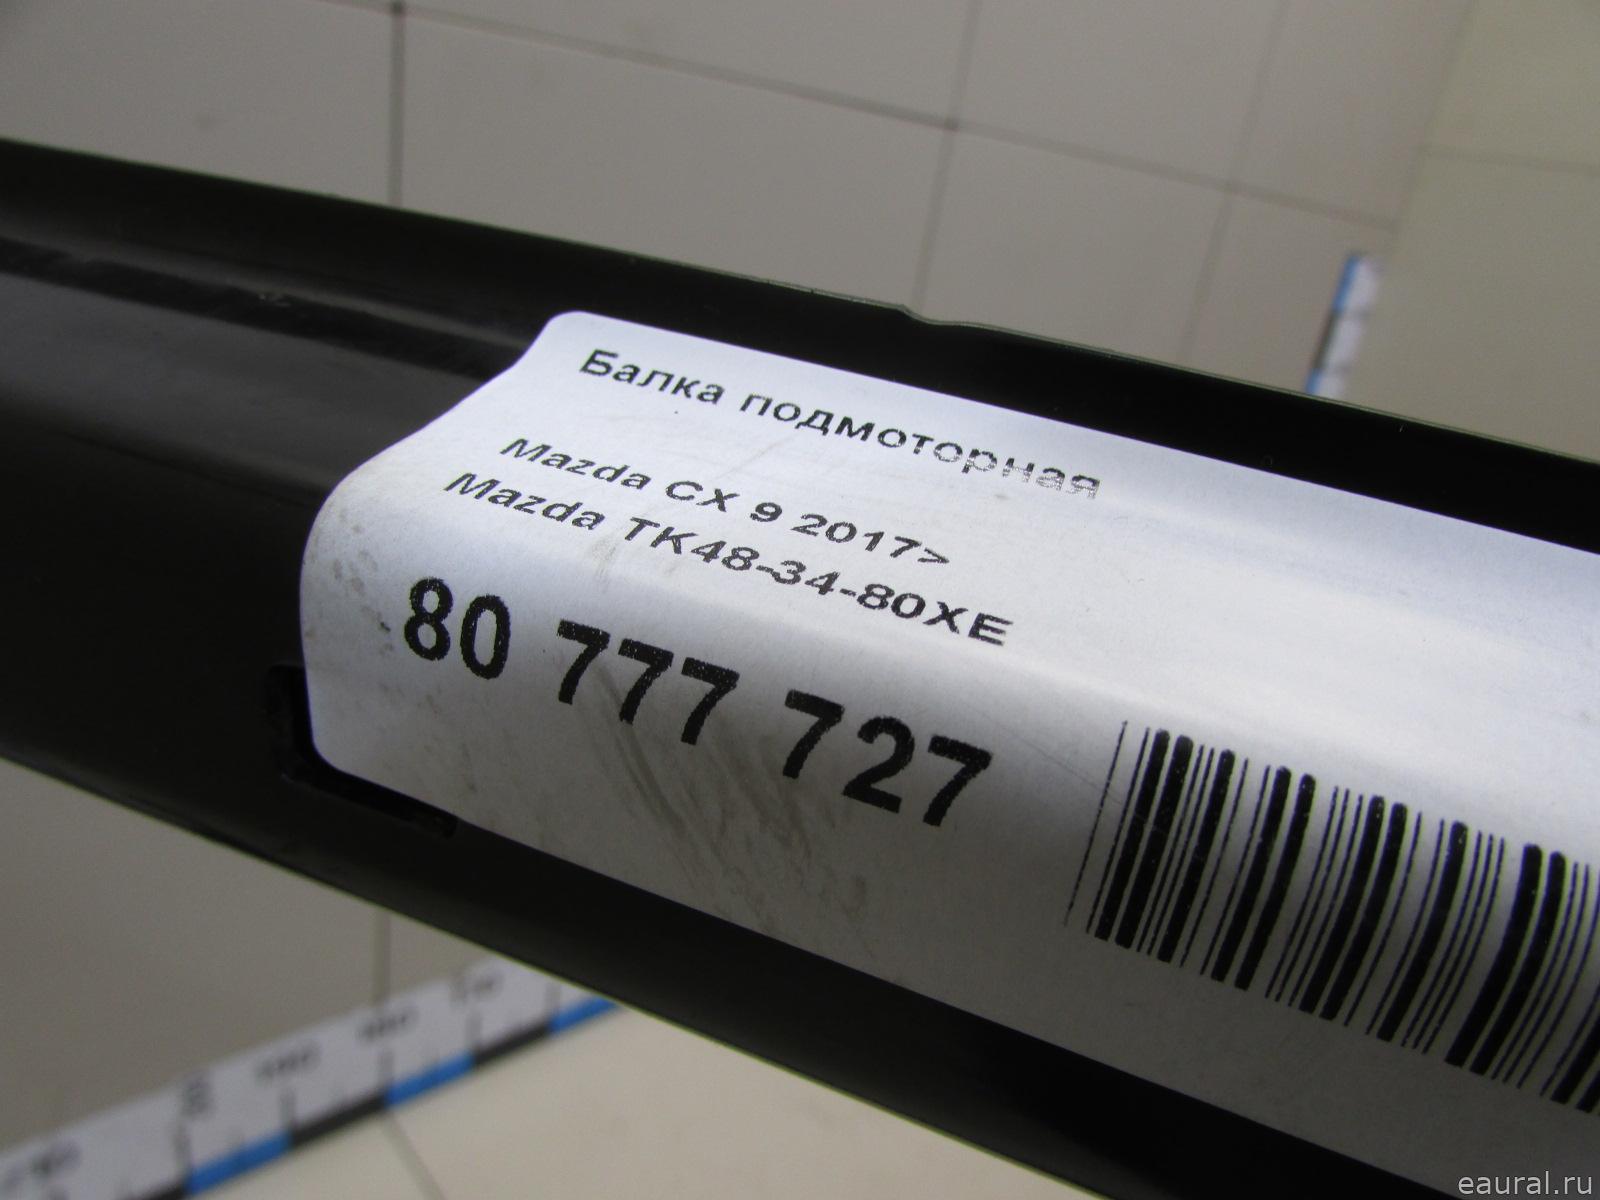 Балка подмоторная
Mazda CX 9 2017>
Mazda TK48-34-80XE
80 777 727
eaural.ru